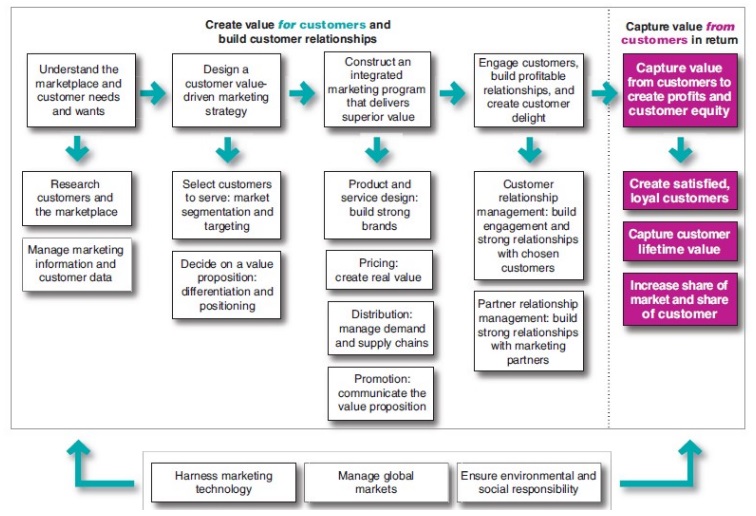 Create value for customers and
build customer relationships
Capture value from
customers in return
Understand the
marketplace and
customer needs
and wants
Design a
customer value-
driven marketing
strategy
Construct an
integrated
marketing program
that delivers
superior value
Engage customers,
build profitable
relationships, and
create customer
delight
Capture value
from customers to
create profits and
customer equity
Research
customers and
the marketplace
Manage marketing
information and
customer data
Select customers
to serve: market
segmentation and
targeting
Decide on a value
proposition:
differentiation and
positioning
Product and
service design:
build strong
brands
Pricing:
create real value
Distribution:
manage demand
and supply chains
Promotion:
communicate the
value proposition
Customer
relationship
management: build
engagement and
strong relationships
with chosen
customers
Partner relationship
management: build
strong relationships
with marketing
partners
Create satisfied,
loyal customers
Capture customer
lifetime value
Increase share of
market and share
of customer
Harness marketing
technology
Manage global
markets
Ensure environmental and
social responsibility